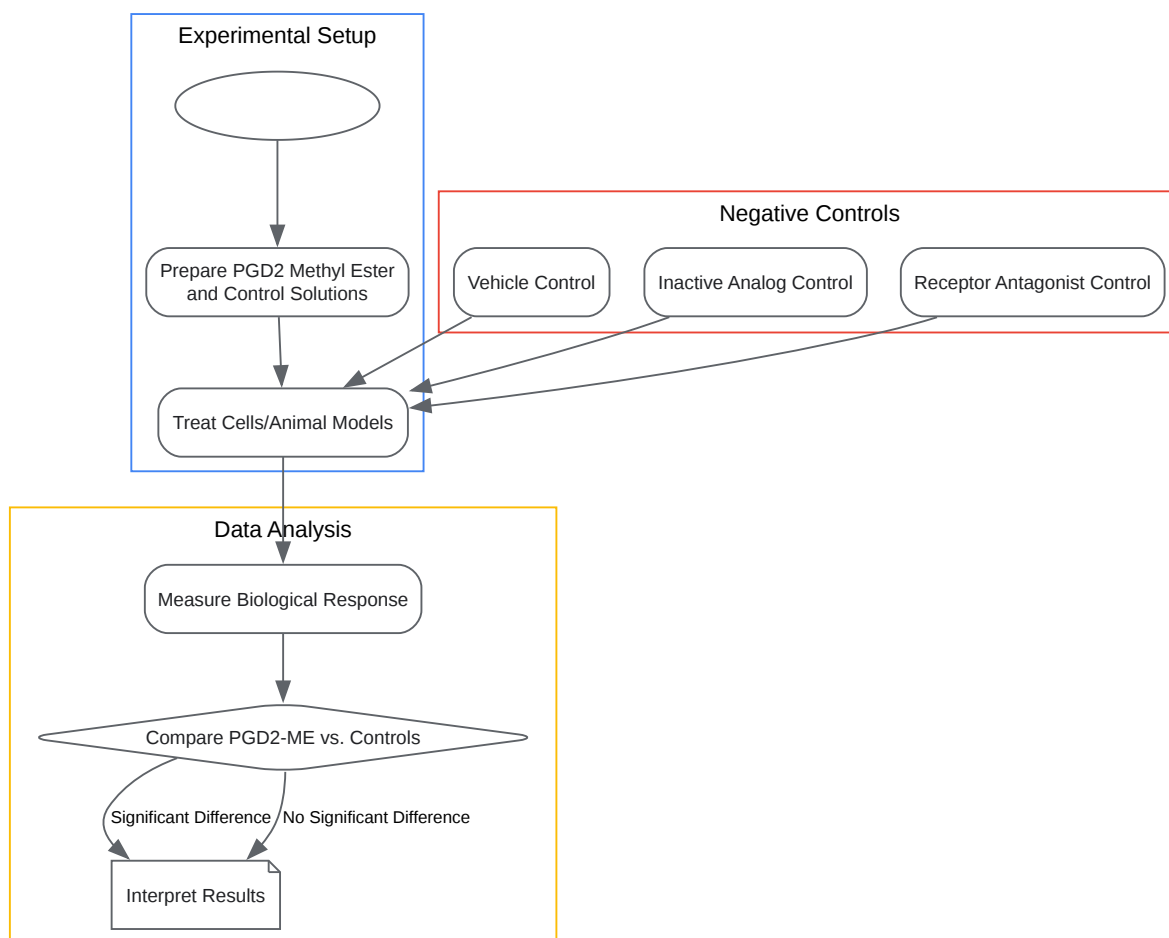 Experimental Setup
Negative Controls
Prepare PGD2 Methyl Ester
and Control Solutions
Vehicle Control
Inactive Analog Control
Receptor Antagonist Control
Treat Cells/Animal Models
Data Analysis
Measure Biological Response
Compare PGD2-ME vs. Controls
Significant Difference
No Significant Difference
Interpret Results